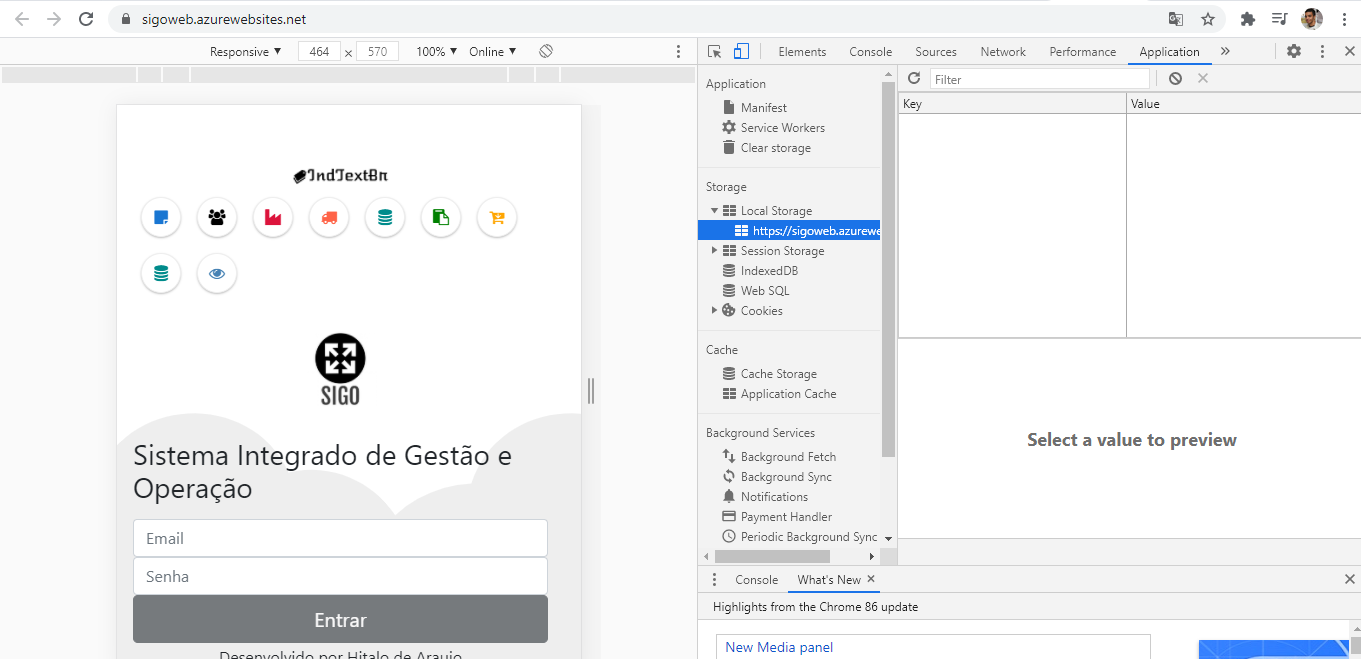 sigoweb.azurewebsites.net
Responsive ▼ 464 × 570 100% ▼ Online ▼
Elements Console Sources Network Performance Application »
IndTextBr
SIGO
Sistema Integrado de Gestão e
Operação
Email
Senha
Entrar
Desenvolvido por Hitalo de Araujo
Application
Manifest
Service Workers
Clear storage
Storage
Local Storage
https://sigoweb.azurewe
Session Storage
IndexedDB
Web SQL
Cookies
Cache
Cache Storage
Application Cache
Background Services
Background Fetch
Background Sync
Notifications
Payment Handler
Periodic Background Sync
Filter
Key Value
Select a value to preview
Console What's New ×
Highlights from the Chrome 86 update
New Media panel